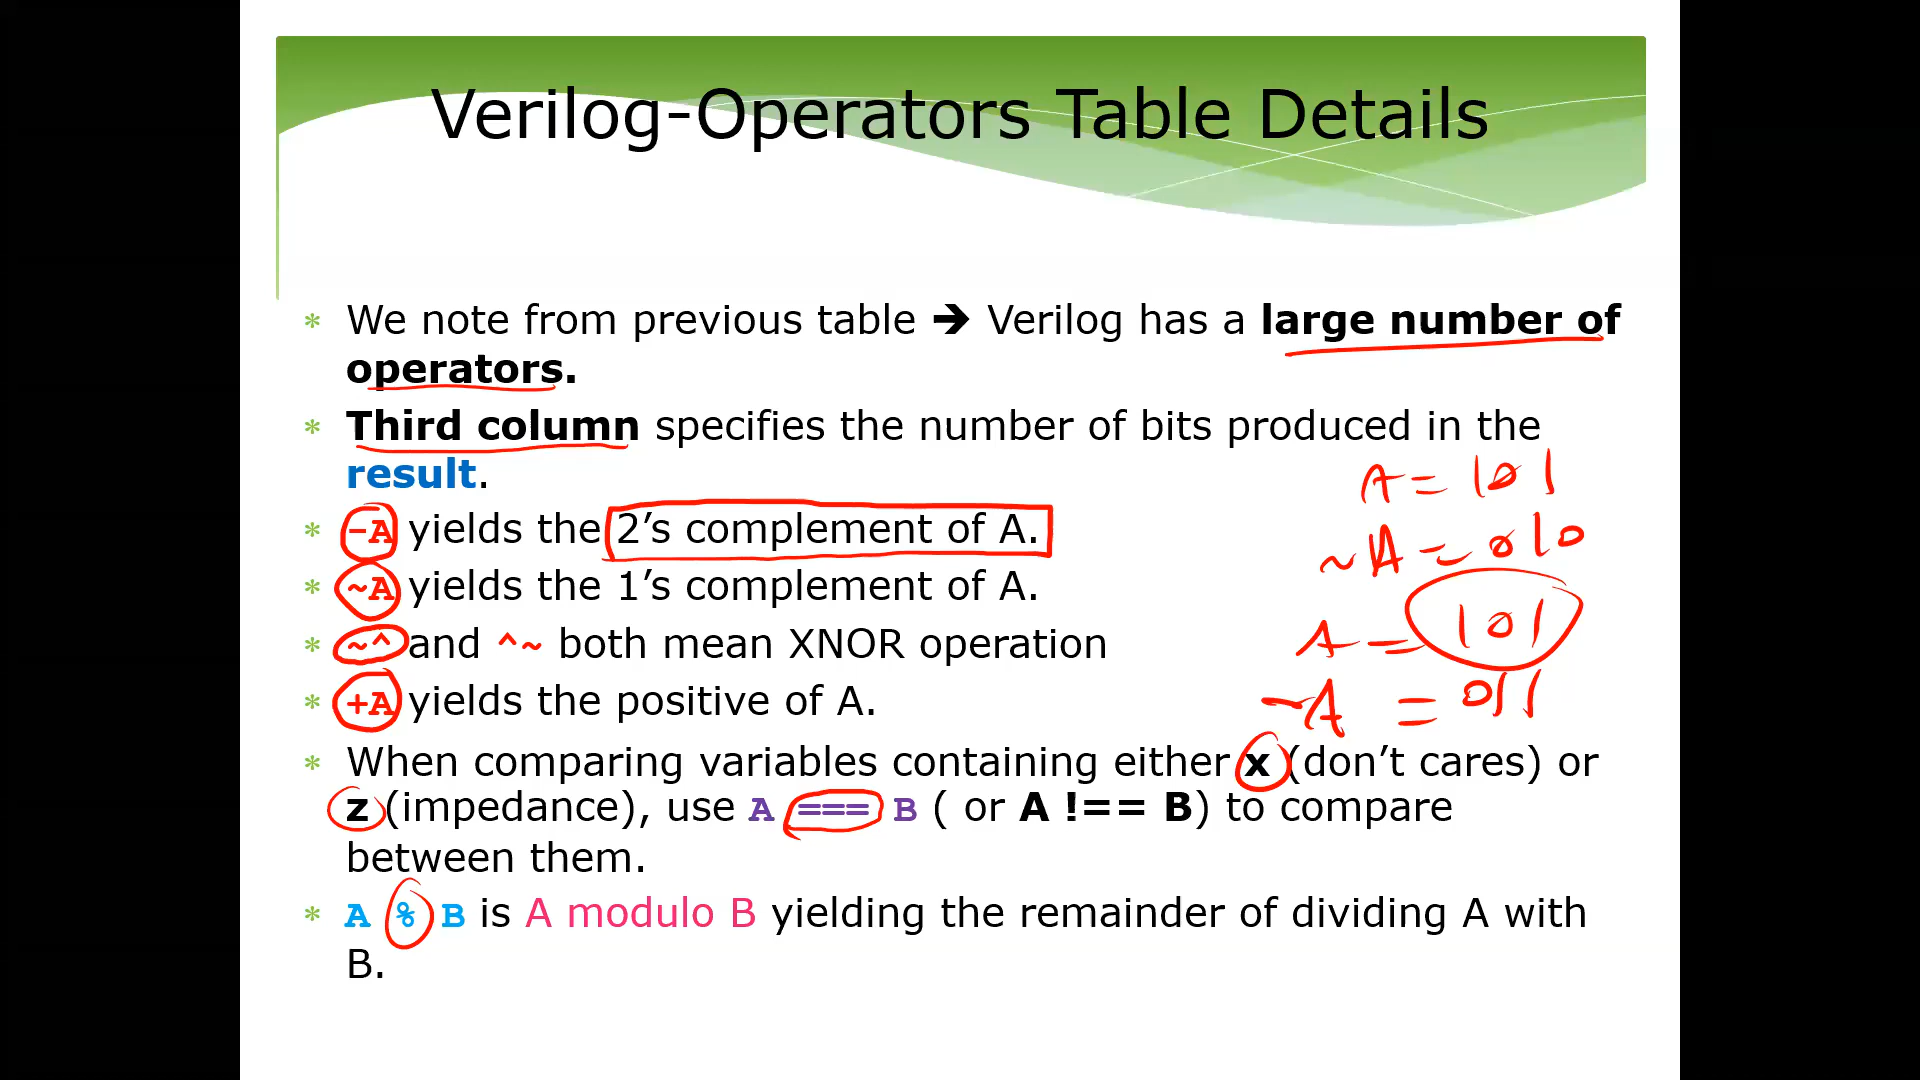 Verilog-Operators Table Details
* We note from previous table ➔ Verilog has a large number of
operators.
* Third column specifies the number of bits produced in the
result.
A = 101
* -A yields the 2’s complement of A.
~A = 010
* ~A yields the 1’s complement of A.
* ~^ and ^~ both mean XNOR operation
A = 101
* +A yields the positive of A.
-A = 011
* When comparing variables containing either x (don’t cares) or
z (impedance), use A === B ( or A !== B) to compare
between them.
* A % B is A modulo B yielding the remainder of dividing A with
B.